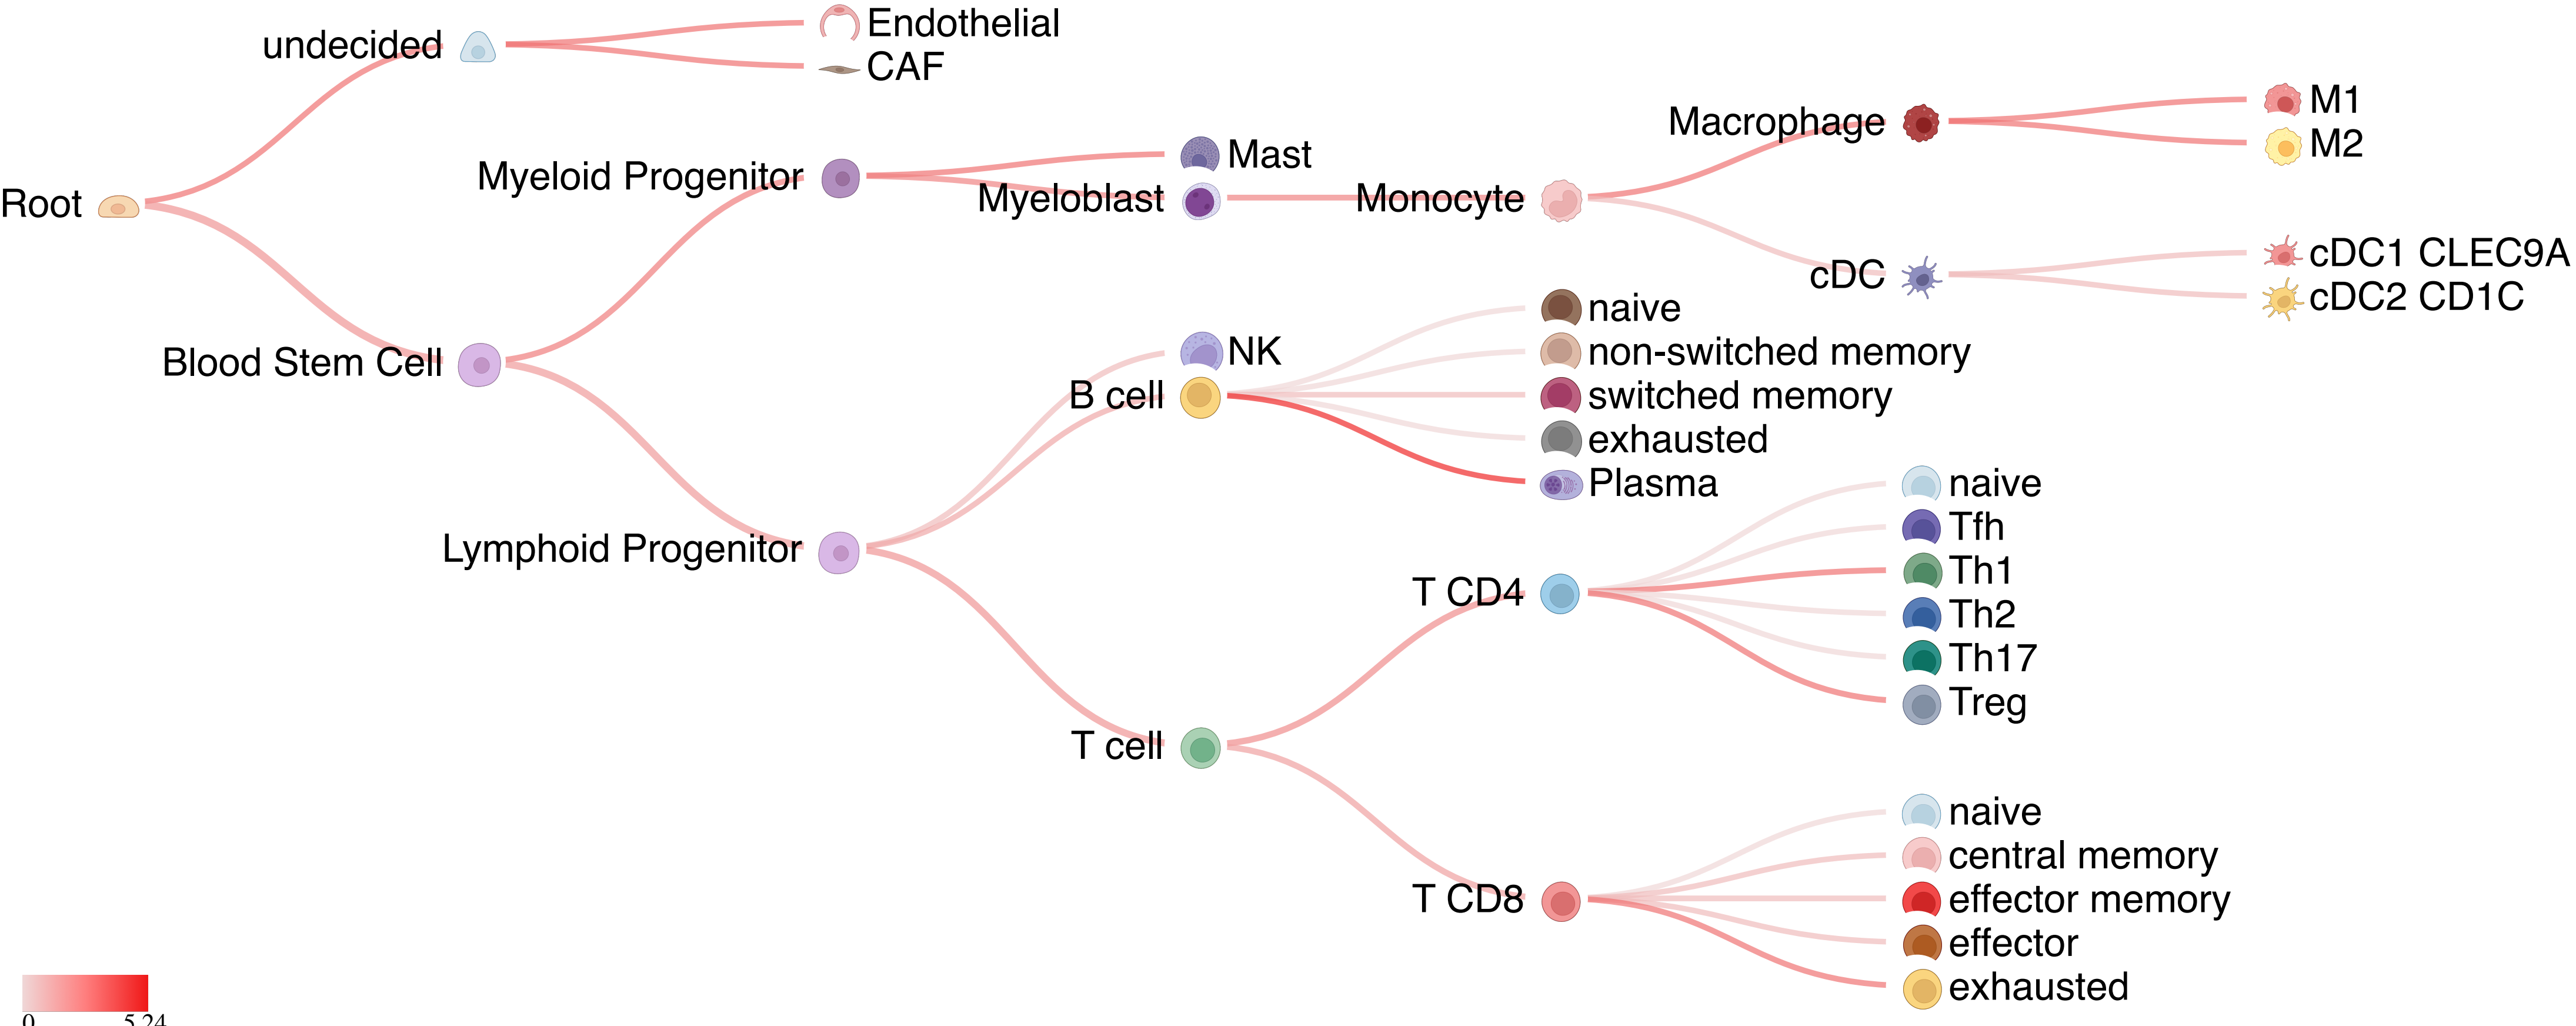 Endothelial
undecided
CAF
M1
Macrophage
M2
Mast
Myeloid Progenitor
Myeloblast
Monocyte
Root
cDC1 CLEC9A
cDC
cDC2 CD1C
naive
NK
non-switched memory
Blood Stem Cell
B cell
switched memory
exhausted
Plasma
naive
Tfh
Lymphoid Progenitor
Th1
T CD4
Th2
Th17
Treg
T cell
naive
central memory
T CD8
effector memory
effector
exhausted
0 5.24